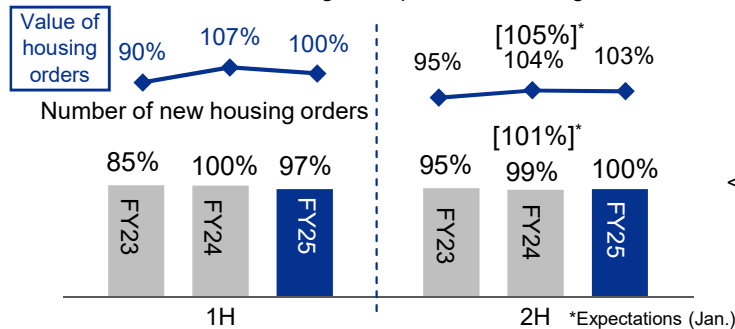 Value of
housing
orders
90%
107%
100%
95%
[105%]*
104%
103%
Number of new housing orders
85%
100%
97%
95%
[101%]*
99%
100%
<
FY23
FY24
FY25
FY23
FY24
FY25
1H
2H
*Expectations (Jan.)